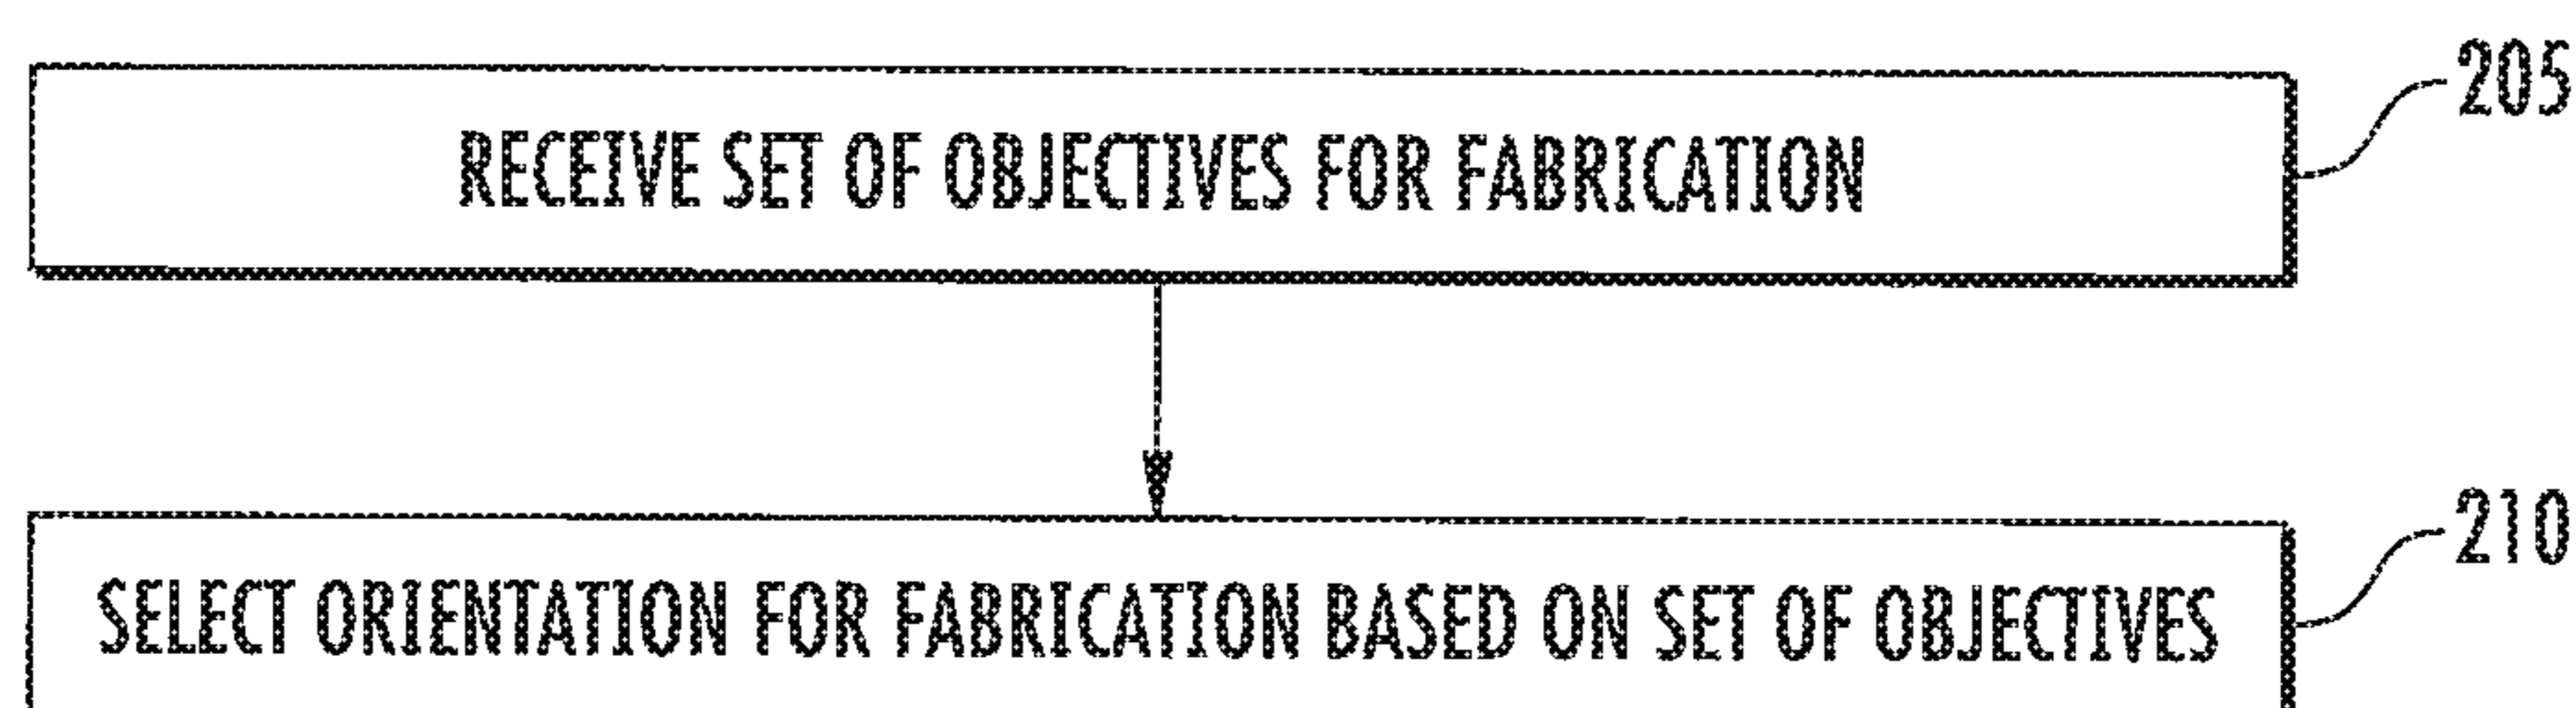 205
RECEIVE SET OF OBJECTIVES FOR FABRICATION
210
SELECT ORIENTATION FOR FABRICATION BASED ON SET OF OBJECTIVES